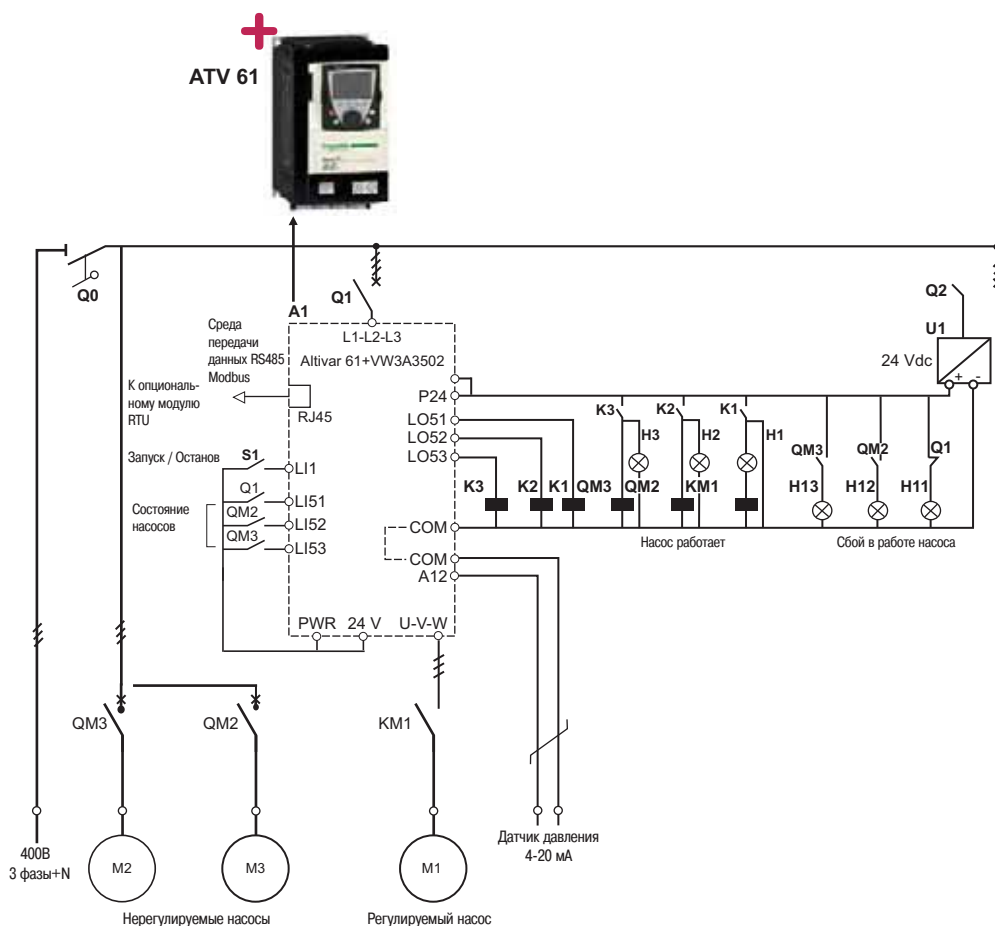 ATV 61
Q0
A1
Q1
Q2
U1
24 Vdc
+ -
Среда
передачи
данных RS485
Modbus
К опциональ-
ному модулю
RTU
L1-L2-L3
Altivar 61+VW3A3502
RJ45
P24
LO51
LO52
LO53
Запуск / Останов
S1
LI1
Состояние
насосов
Q1
LI51
QM2
LI52
QM3
LI53
COM
COM
A12
PWR 24 V U-V-W
K3 K2 K1
H3 H2 H1
K3 K2 K1 QM3 QM2 KM1
QM3 QM2 Q1
H13 H12 H11
Насос работает
Сбой в работе насоса
QM3
QM2
KM1
400В
3 фазы+N
M2
M3
M1
Датчик давления
4-20 мА
Нерегулируемые насосы
Регулируемый насос